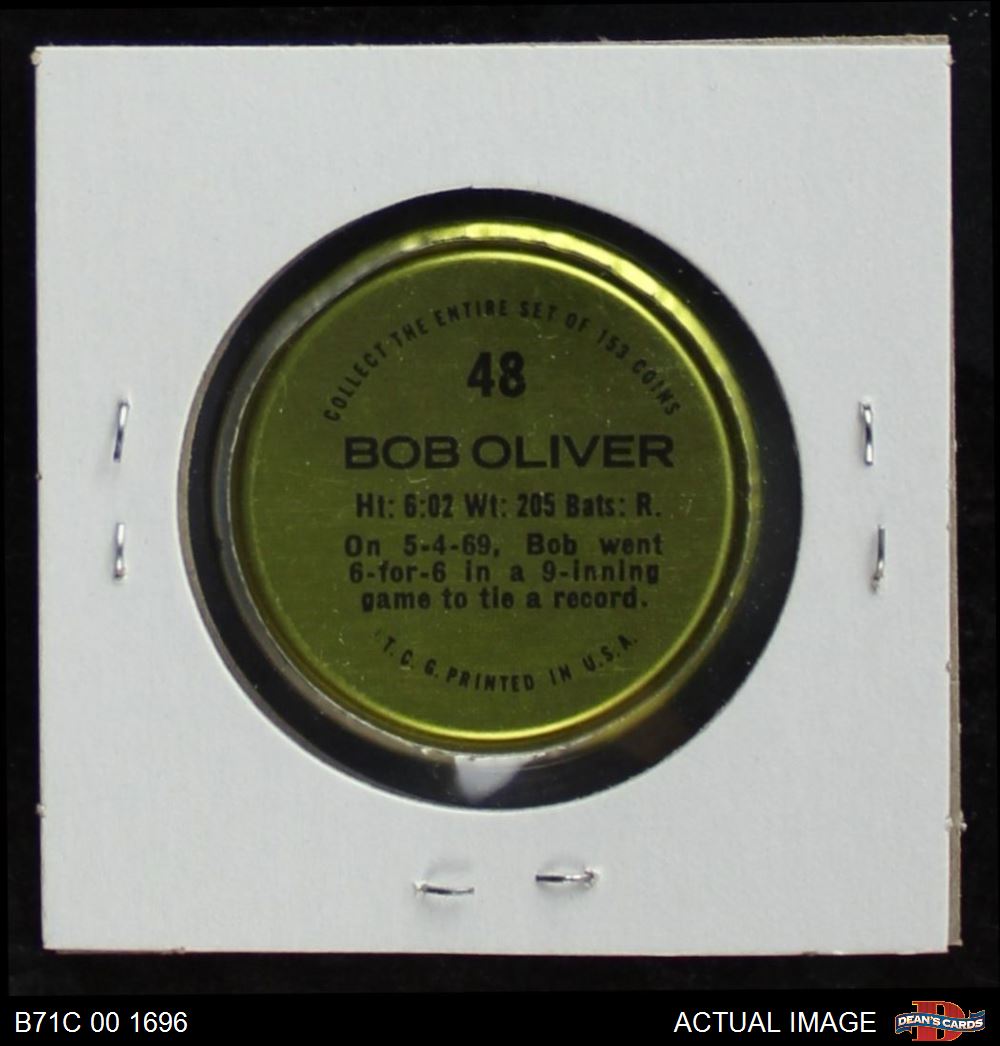 COLLECT THE ENTIRE SET OF 153 COINS
48
BOB OLIVER
Ht: 6:02 Wt: 205 Bats: R.
On 5-4-69, Bob went
6-for-6 in a 9-inning
game to tie a record.
T. C. G. PRINTED IN U.S.A.
B71C 00 1696
ACTUAL IMAGE
DEAN'S CARDS